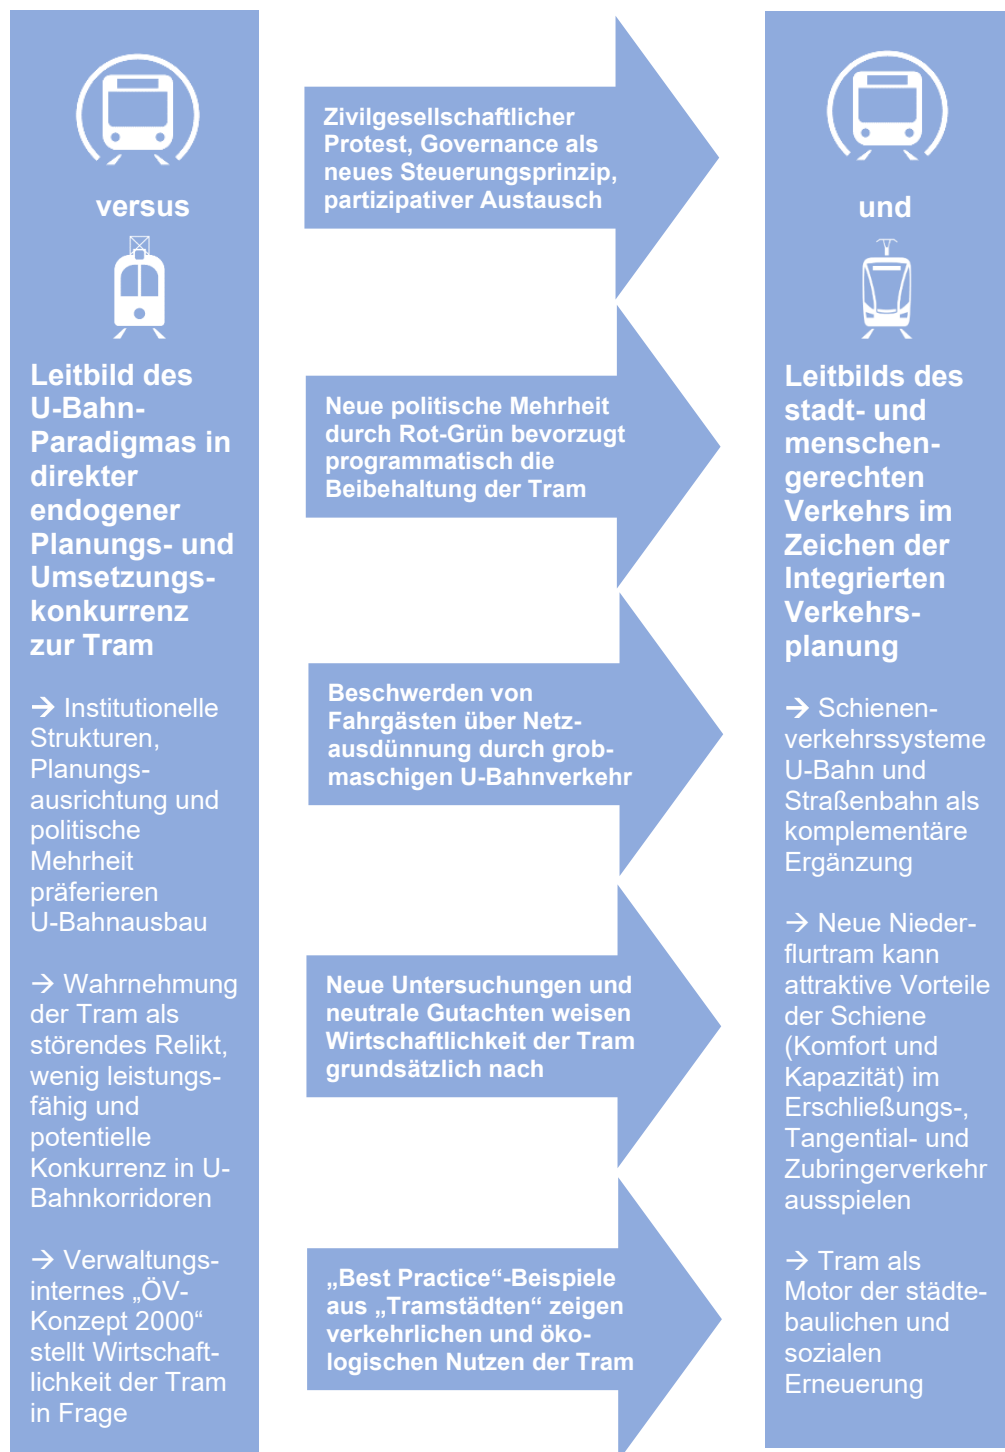 versus
Leitbild des
U-Bahn-
Paradigmas in
direkter
endogener
Planungs- und
Umsetzungs-
konkurrenz
zur Tram
→ Institutionelle
Strukturen,
Planungs-
ausrichtung und
politische
Mehrheit
präferieren
U-Bahnausbau
→ Wahrnehmung
der Tram als
störendes Relikt,
wenig leistungs-
fähig und
potentielle
Konkurrenz in U-
Bahnkorridoren
→ Verwaltungs-
internes „ÖV-
Konzept 2000“
stellt Wirtschaft-
lichkeit der Tram
in Frage
Zivilgesellschaftlicher
Protest, Governance als
neues Steuerungsprinzip,
partizipativer Austausch
Neue politische Mehrheit
durch Rot-Grün bevorzugt
programmatisch die
Beibehaltung der Tram
Beschwerden von
Fahrgästen über Netz-
ausdünnung durch grob-
maschigen U-Bahnverkehr
Neue Untersuchungen und
neutrale Gutachten weisen
Wirtschaftlichkeit der Tram
grundsätzlich nach
„Best Practice“-Beispiele
aus „Tramstädten“ zeigen
verkehrlichen und öko-
logischen Nutzen der Tram
und
Leitbilds des
stadt- und
menschen-
gerechten
Verkehrs im
Zeichen der
Integrierten
Verkehrs-
planung
→ Schienen-
verkehrssysteme
U-Bahn und
Straßenbahn als
komplementäre
Ergänzung
→ Neue Nieder-
flurtram kann
attraktive Vorteile
der Schiene
(Komfort und
Kapazität) im
Erschließungs-,
Tangential- und
Zubringerverkehr
ausspielen
→ Tram als
Motor der städte-
baulichen und
sozialen
Erneuerung